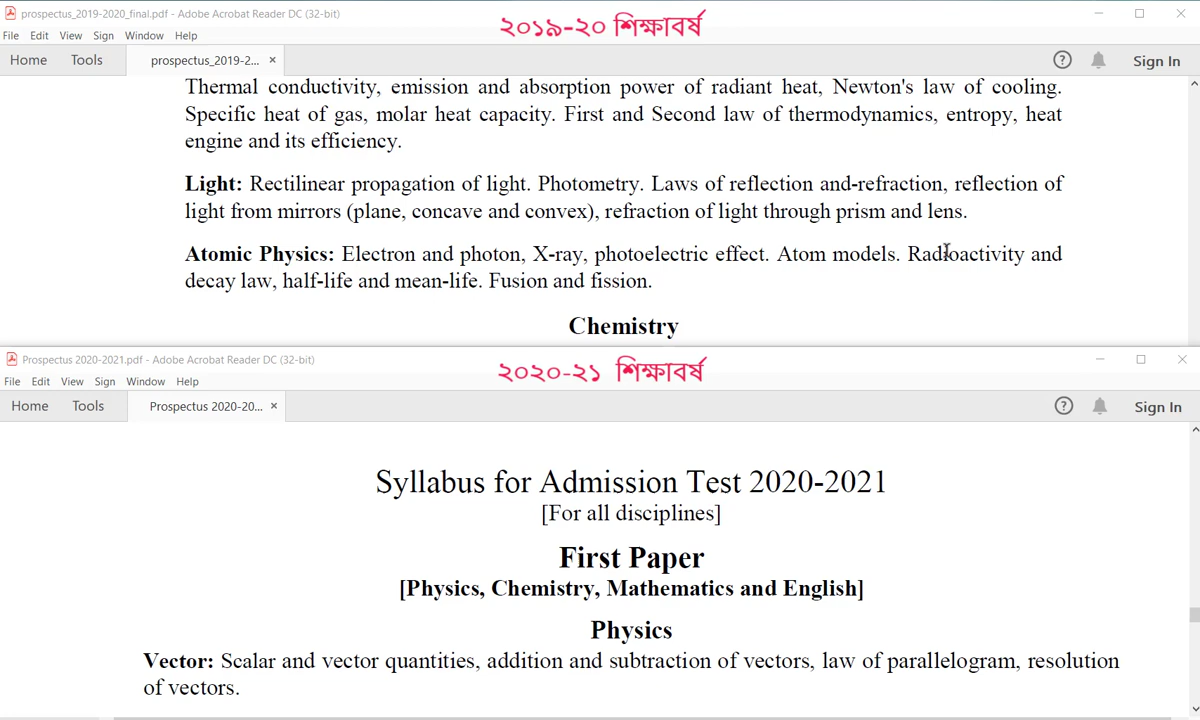 prospectus_2019-2020_final.pdf - Adobe Acrobat Reader DC (32-bit)
২০১৯-২০ শিক্ষাবর্ষ
File Edit View Sign Window Help
Home Tools prospectus_2019-2... × Sign In
Thermal conductivity, emission and absorption power of radiant heat, Newton's law of cooling.
Specific heat of gas, molar heat capacity. First and Second law of thermodynamics, entropy, heat
engine and its efficiency.
Light: Rectilinear propagation of light. Photometry. Laws of reflection and-refraction, reflection of
light from mirrors (plane, concave and convex), refraction of light through prism and lens.
Atomic Physics: Electron and photon, X-ray, photoelectric effect. Atom models. Radioactivity and
decay law, half-life and mean-life. Fusion and fission.
Chemistry
Prospectus 2020-2021.pdf - Adobe Acrobat Reader DC (32-bit)
২০২০-২১ শিক্ষাবর্ষ
File Edit View Sign Window Help
Home Tools Prospectus 2020-20... × Sign In
Syllabus for Admission Test 2020-2021
[For all disciplines]
First Paper
[Physics, Chemistry, Mathematics and English]
Physics
Vector: Scalar and vector quantities, addition and subtraction of vectors, law of parallelogram, resolution
of vectors.